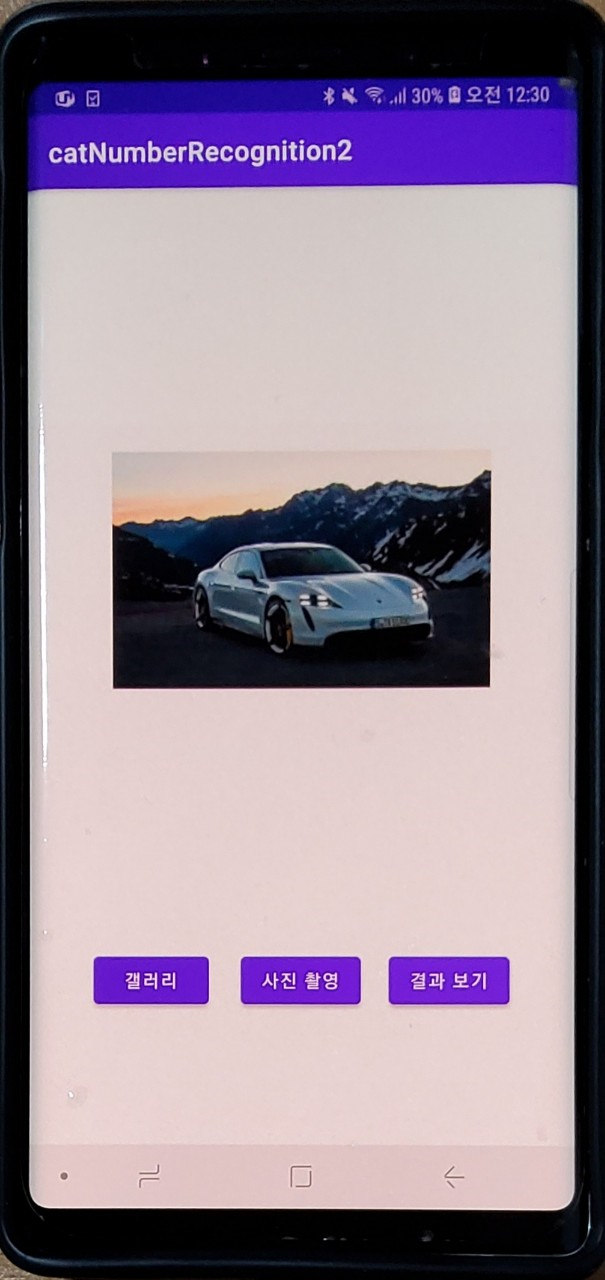 30% 오전 12:30
catNumberRecognition2
갤러리 사진 촬영 결과 보기